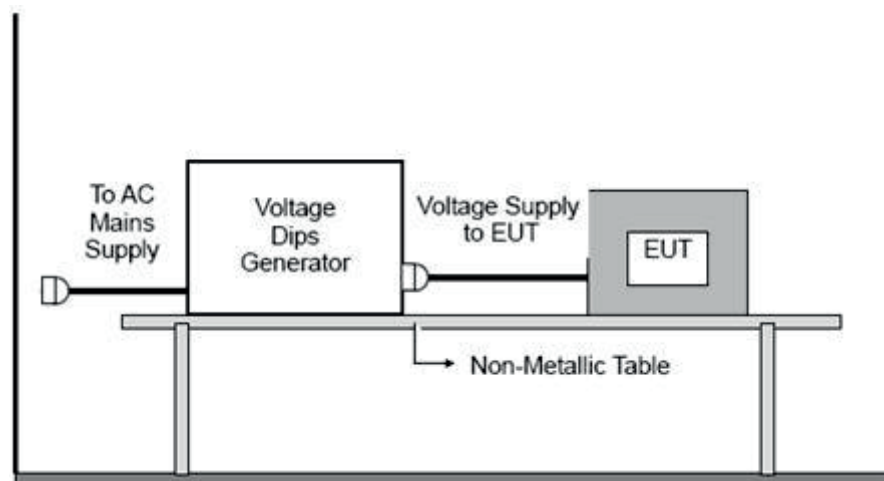 To AC
Mains
Supply
Voltage
Dips
Generator
Voltage Supply
to EUT
EUT
Non-Metallic Table